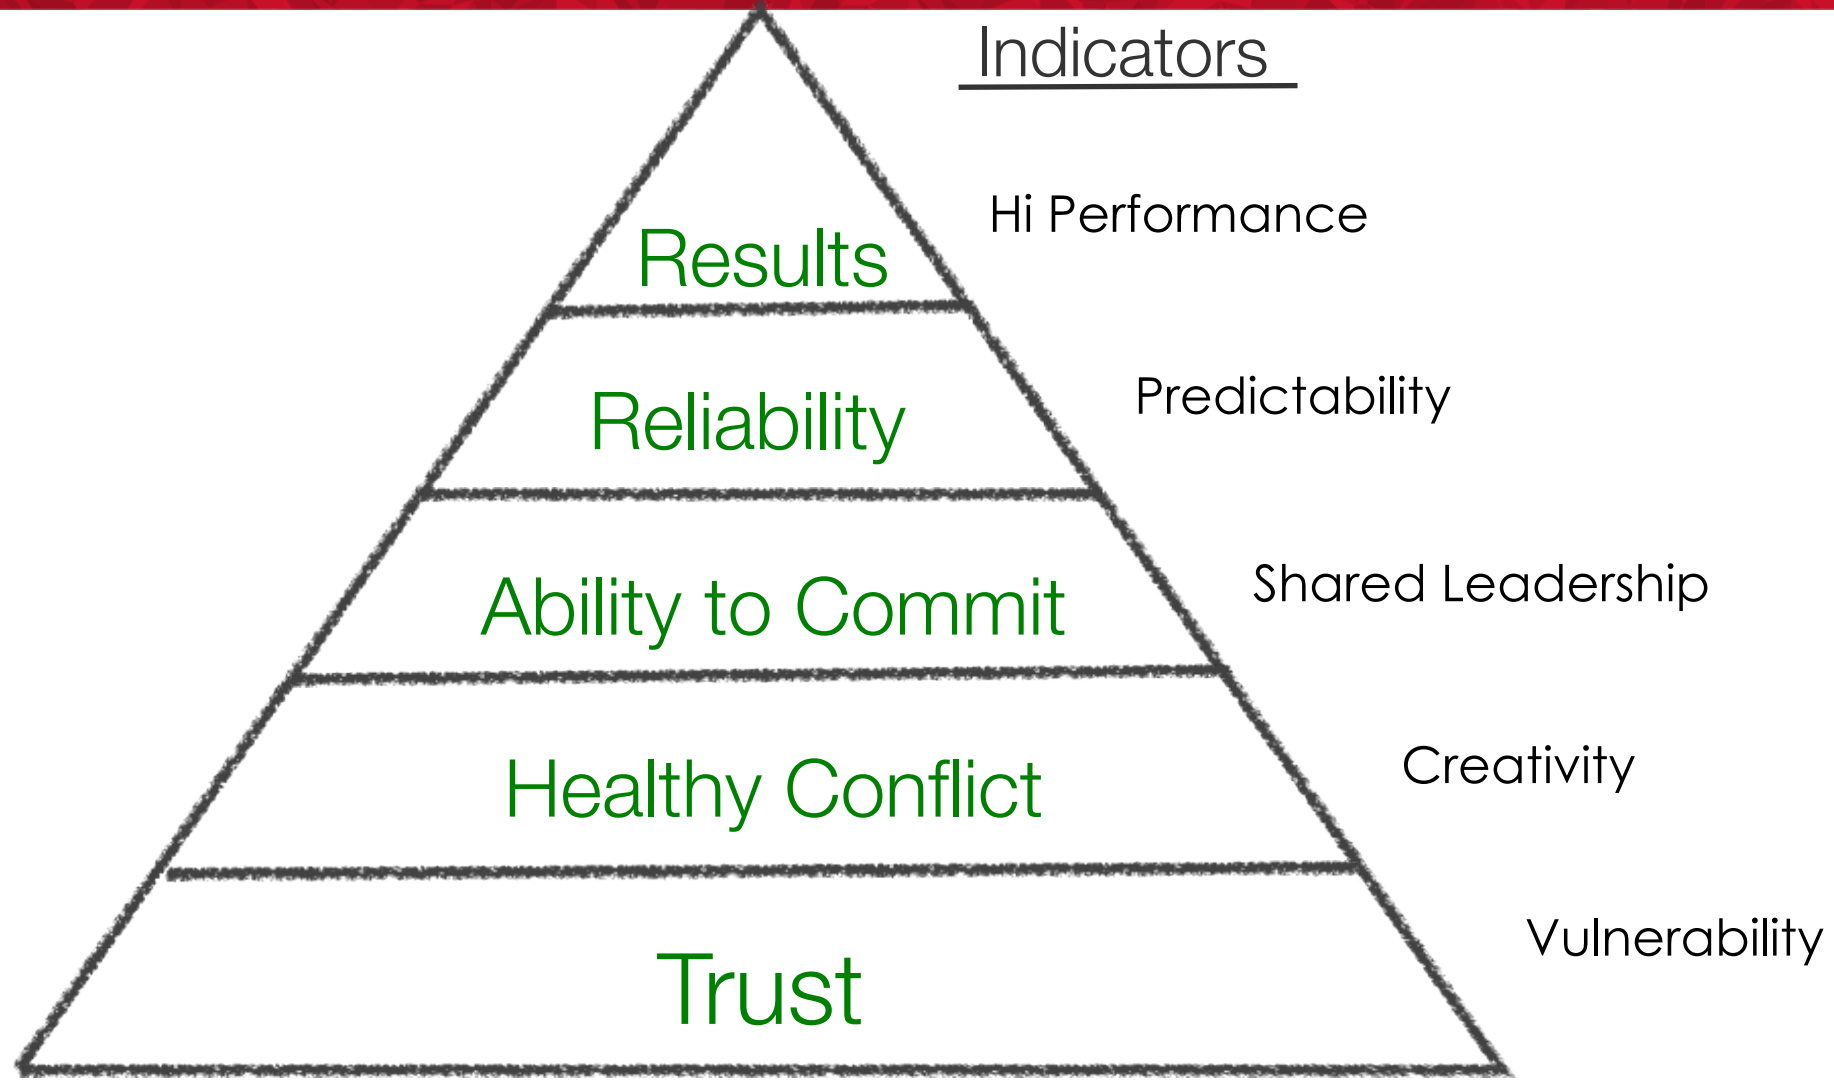 Indicators
Hi Performance
Results
Predictability
Reliability
Shared Leadership
Ability to Commit
Creativity
Healthy Conflict
Vulnerability
Trust